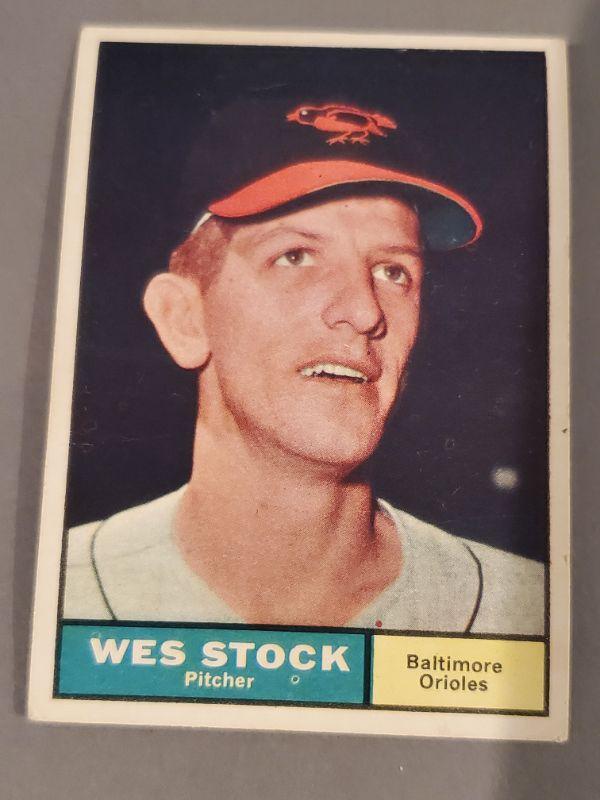 WES STOCK
Pitcher
Baltimore
Orioles